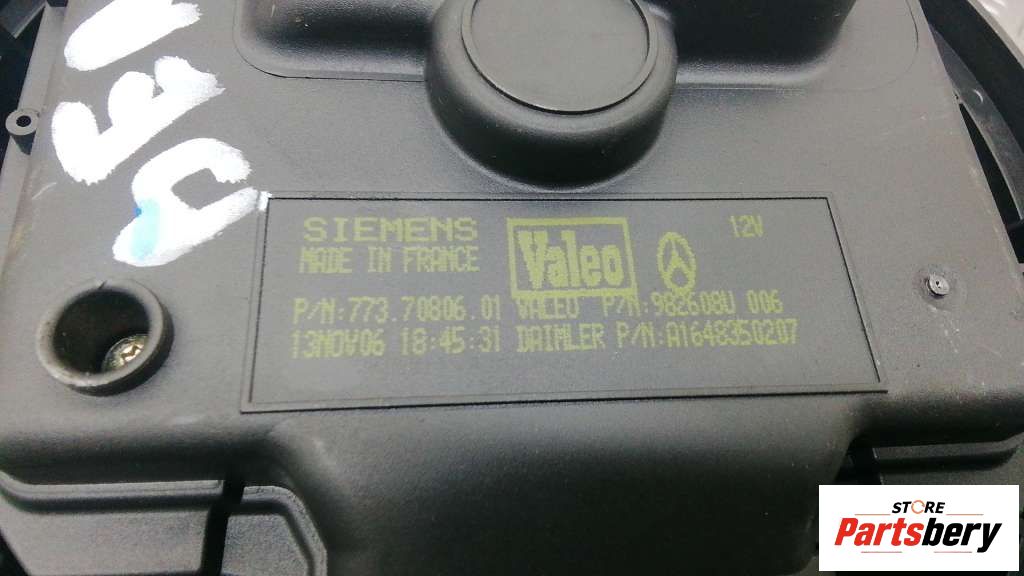 SIEMENS Valeo 12V
MADE IN FRANCE
P/N:773.70806.01 VALEO P/N:982608U 006
13NOV06 18:45:31 DAIMLER P/N:A1648350207
STORE
Partsbery